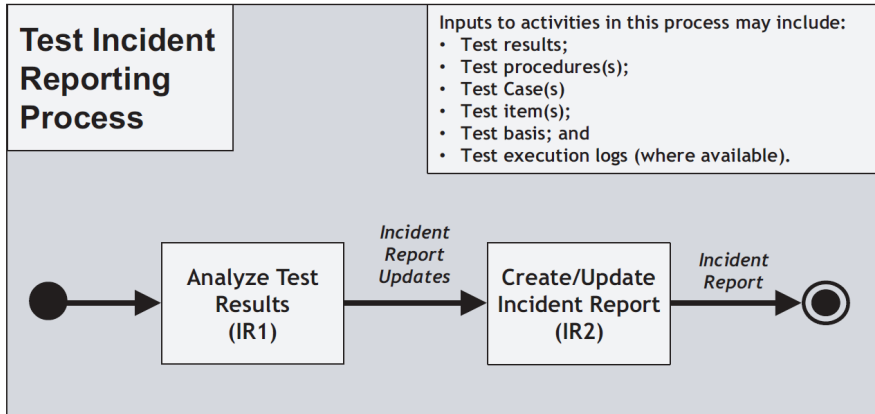 Test Incident
Reporting
Process
Inputs to activities in this process may include:
• Test results;
• Test procedures(s);
• Test Case(s)
• Test item(s);
• Test basis; and
• Test execution logs (where available).
Analyze Test
Results
(IR1)
Incident
Report
Updates
Create/Update
Incident Report
(IR2)
Incident
Report